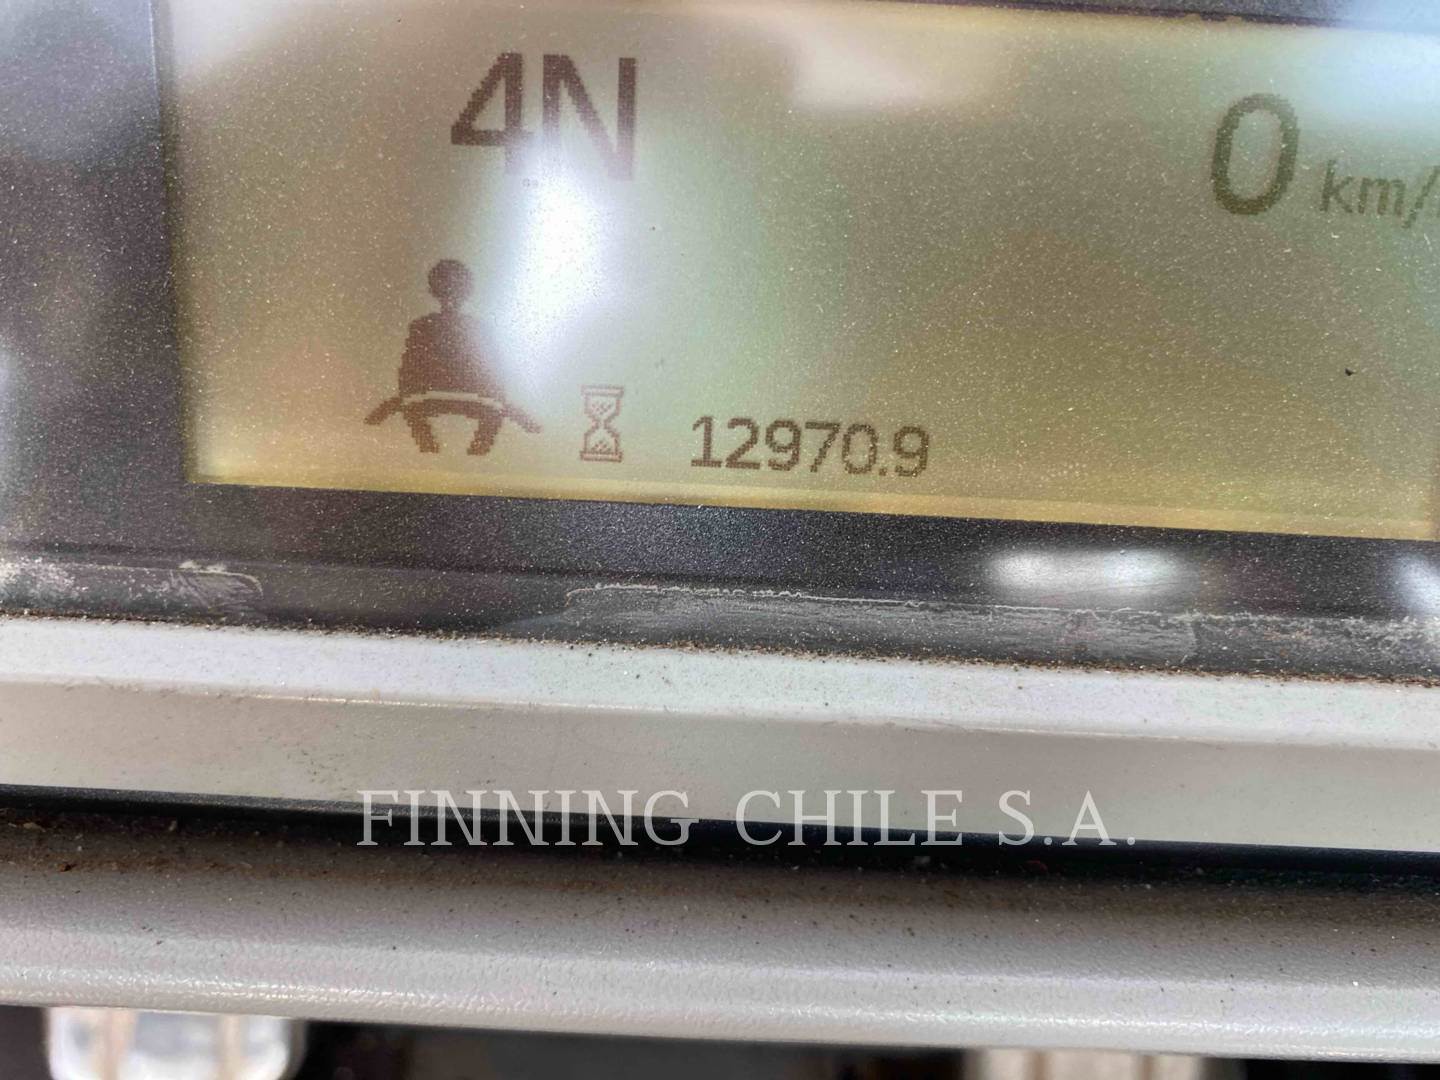 4N
0 km/
12970.9
FINNING CHILE S.A.